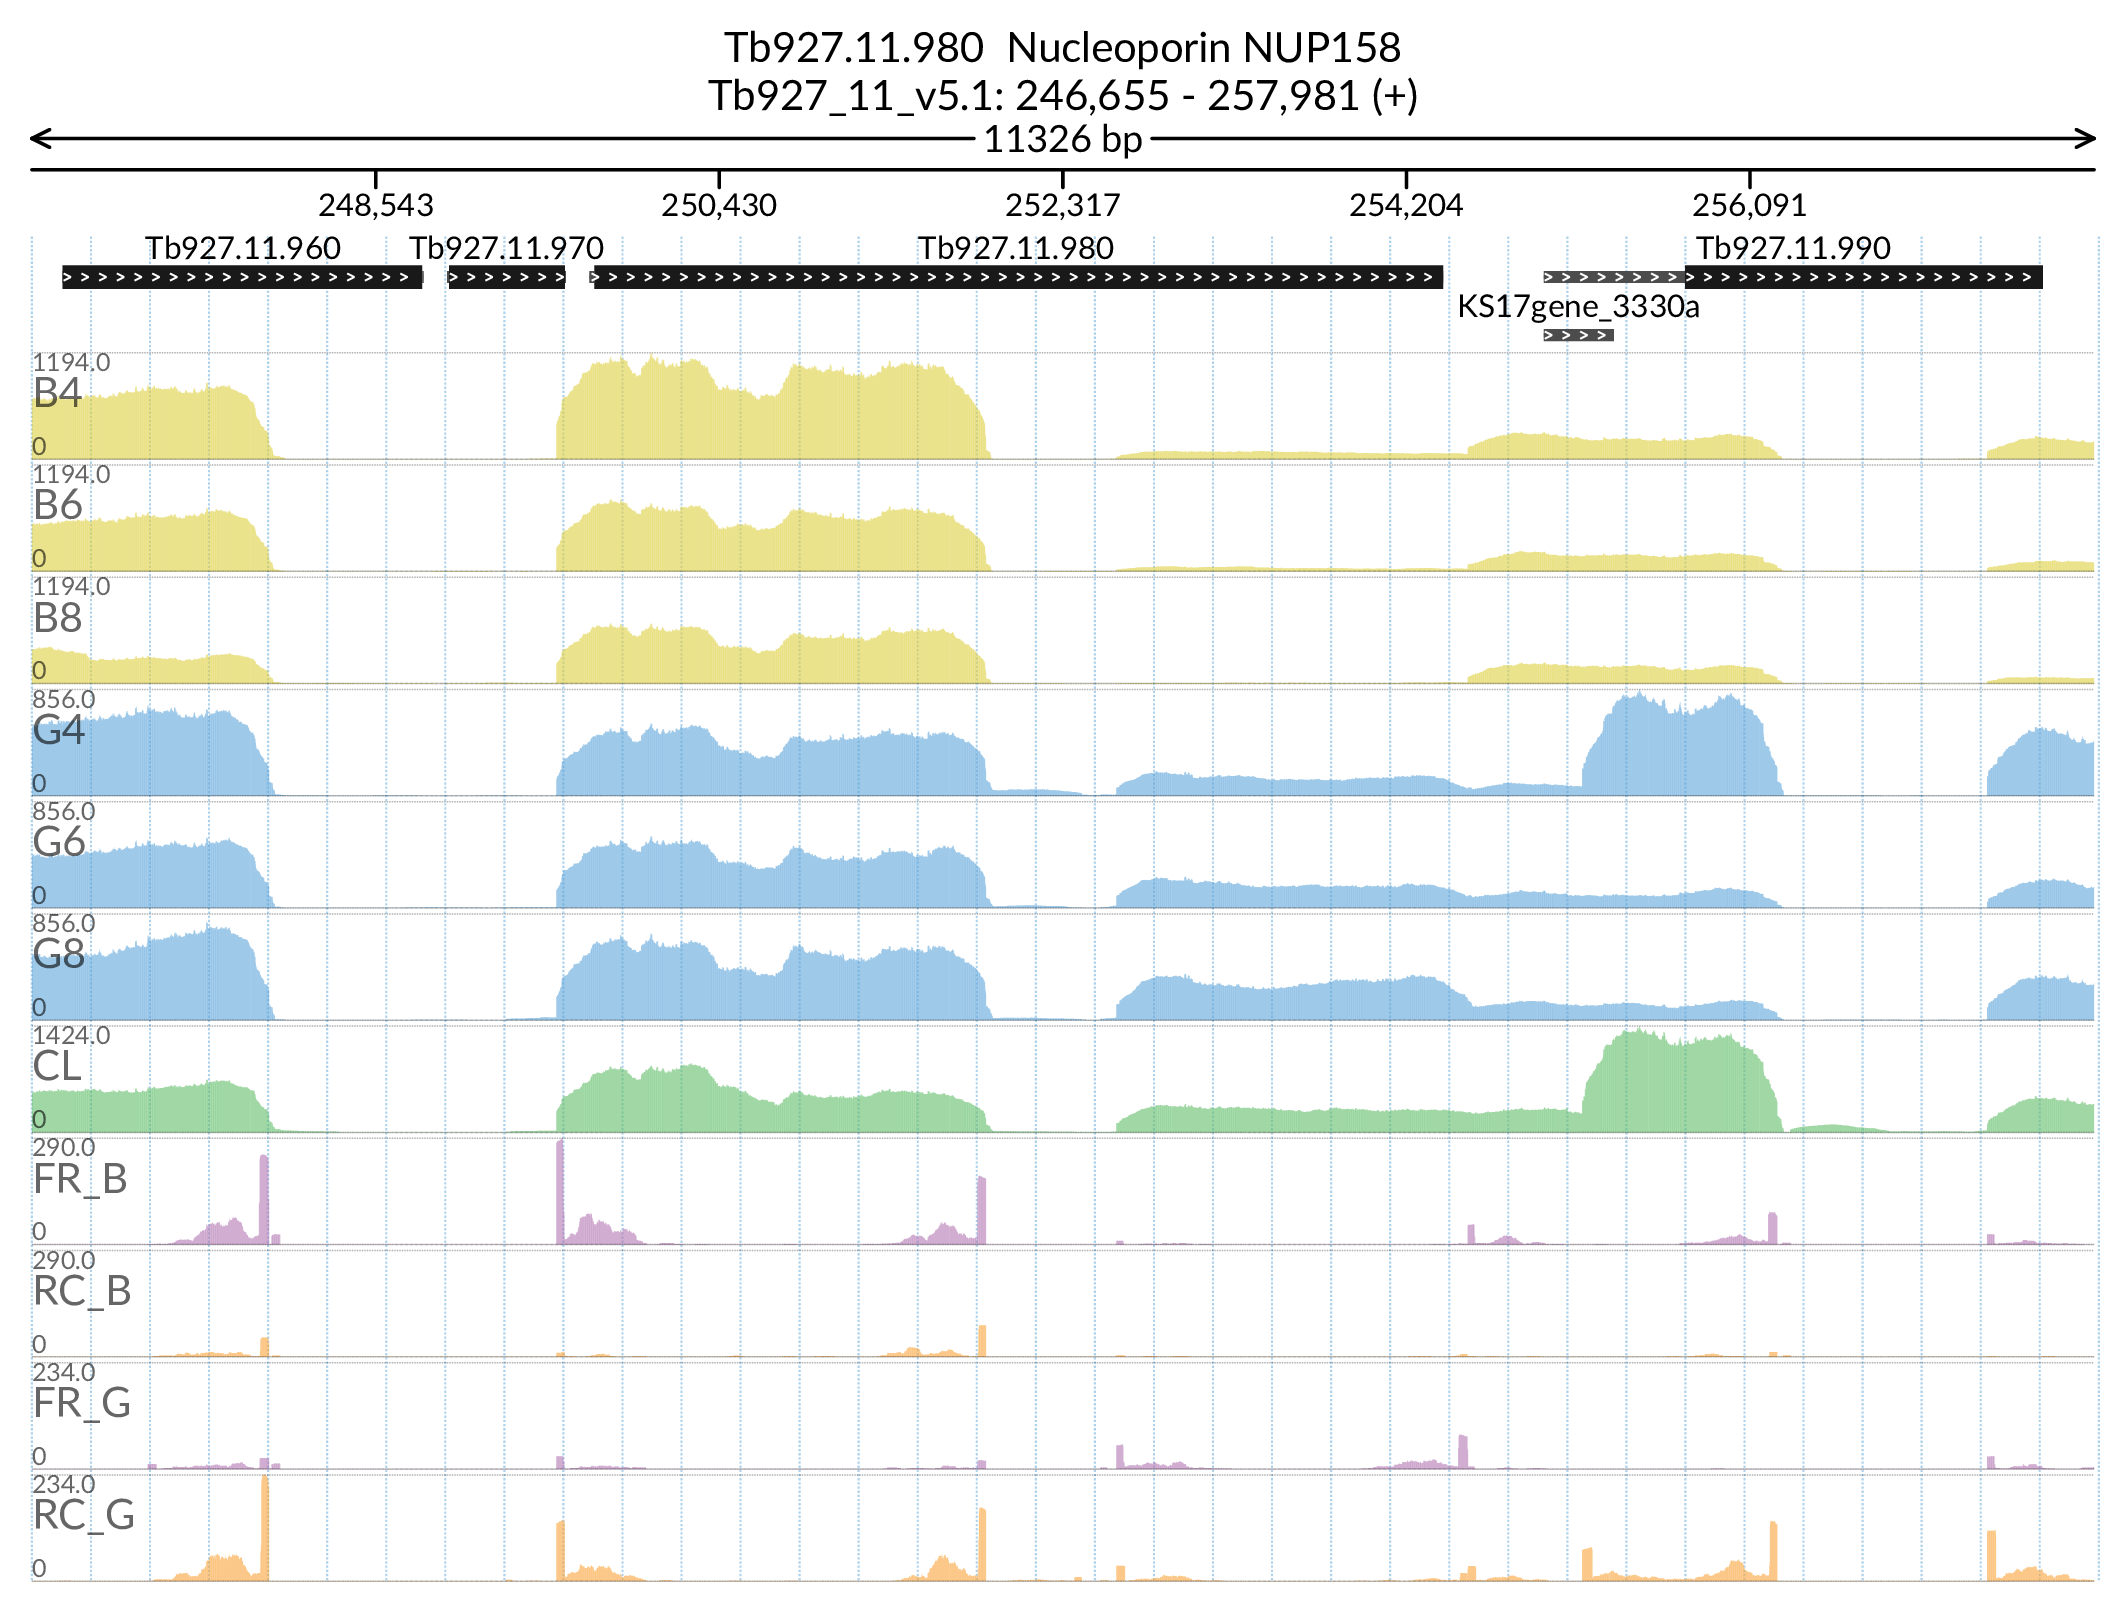 Tb927.11.980 Nucleoporin NUP158
Tb927_11_v5.1: 246,655 - 257,981 (+)
11326 bp
248,543 250,430 252,317 254,204 256,091
Tb927.11.960 Tb927.11.970 Tb927.11.980 Tb927.11.990
KS17gene_3330a
1194.0
B4
0
1194.0
B6
0
1194.0
B8
0
856.0
G4
0
856.0
G6
0
856.0
G8
0
1424.0
CL
0
290.0
FR_B
0
290.0
RC_B
0
234.0
FR_G
0
234.0
RC_G
0